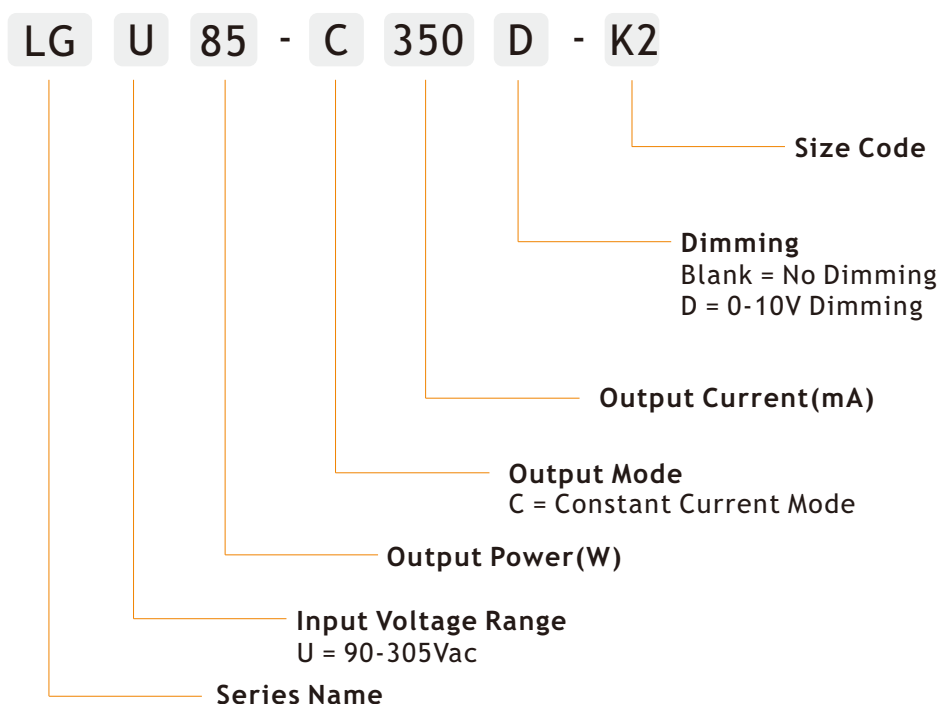 LG U 85 - C 350 D - K2
Size Code
Dimming
Blank = No Dimming
D = 0-10V Dimming
Output Current(mA)
Output Mode
C = Constant Current Mode
Output Power(W)
Input Voltage Range
U = 90-305Vac
Series Name